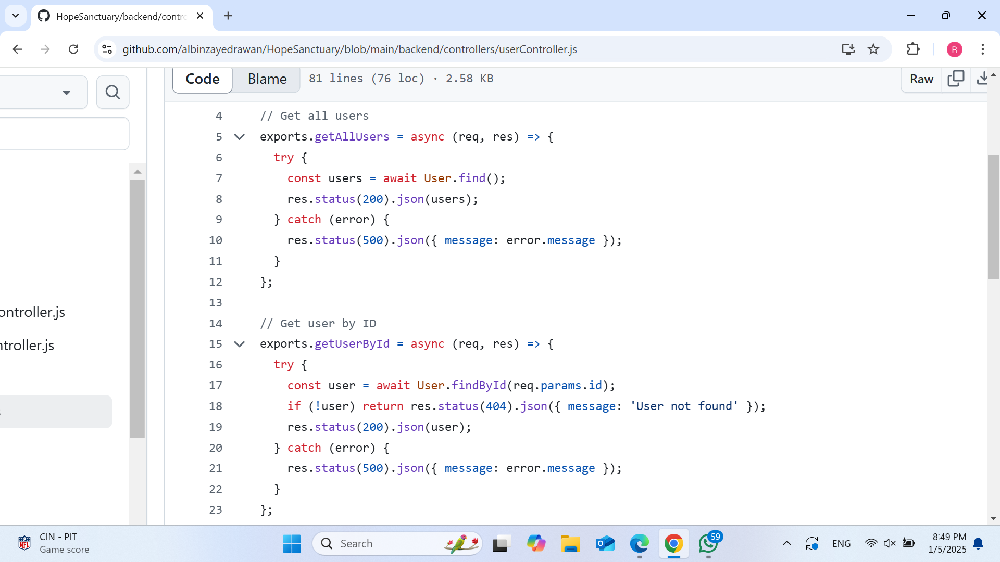 HopeSanctuary/backend/contro
github.com/albinzayedrawan/HopeSanctuary/blob/main/backend/controllers/userController.js
R
Code Blame 81 lines (76 loc) · 2.58 KB Raw
4 // Get all users
5 exports.getAllUsers = async (req, res) => {
6 try {
7 const users = await User.find();
8 res.status(200).json(users);
9 } catch (error) {
10 res.status(500).json({ message: error.message });
11 }
12 };
13
14 // Get user by ID
15 exports.getUserById = async (req, res) => {
16 try {
17 const user = await User.findById(req.params.id);
18 if (!user) return res.status(404).json({ message: 'User not found' });
19 res.status(200).json(user);
20 } catch (error) {
21 res.status(500).json({ message: error.message });
22 }
23 };
ontroller.js
ntroller.js
NFL
CIN - PIT
Game score
Search
59
ENG
8:49 PM
1/5/2025